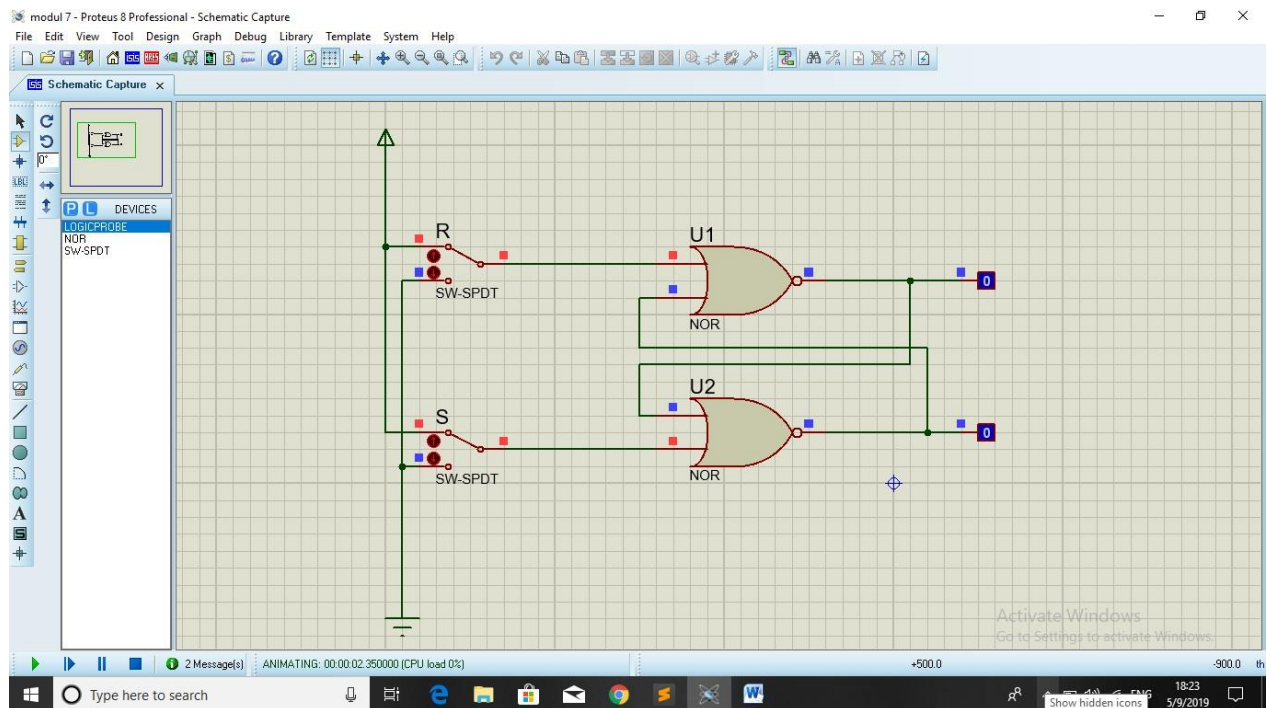 modul 7 - Proteus 8 Professional - Schematic Capture
File Edit View Tool Design Graph Debug Library Template System Help
Schematic Capture x
0°
P L DEVICES
LOGICPROBE
NOR
SW-SPDT
LBL
A
S
R
SW-SPDT
U1
NOR
0
S
SW-SPDT
U2
NOR
0
Activate Windows
Go to Settings to activate Windows.
2 Message(s) ANIMATING: 00:00:02.350000 (CPU load 0%) +500.0 -900.0 th
Type here to search
ENG
18:23
5/9/2019
Show hidden icons